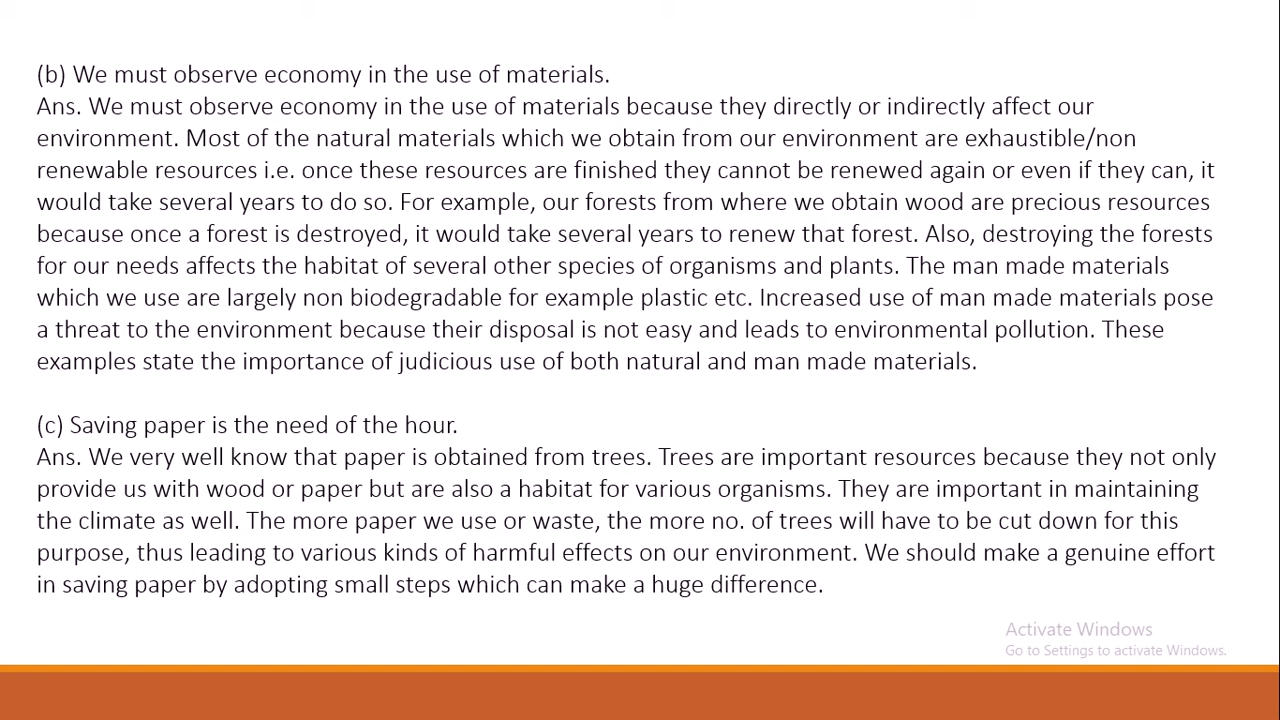 (b) We must observe economy in the use of materials.
Ans. We must observe economy in the use of materials because they directly or indirectly affect our
environment. Most of the natural materials which we obtain from our environment are exhaustible/non
renewable resources i.e. once these resources are finished they cannot be renewed again or even if they can, it
would take several years to do so. For example, our forests from where we obtain wood are precious resources
because once a forest is destroyed, it would take several years to renew that forest. Also, destroying the forests
for our needs affects the habitat of several other species of organisms and plants. The man made materials
which we use are largely non biodegradable for example plastic etc. Increased use of man made materials pose
a threat to the environment because their disposal is not easy and leads to environmental pollution. These
examples state the importance of judicious use of both natural and man made materials.
(c) Saving paper is the need of the hour.
Ans. We very well know that paper is obtained from trees. Trees are important resources because they not only
provide us with wood or paper but are also a habitat for various organisms. They are important in maintaining
the climate as well. The more paper we use or waste, the more no. of trees will have to be cut down for this
purpose, thus leading to various kinds of harmful effects on our environment. We should make a genuine effort
in saving paper by adopting small steps which can make a huge difference.
Activate Windows
Go to Settings to activate Windows.